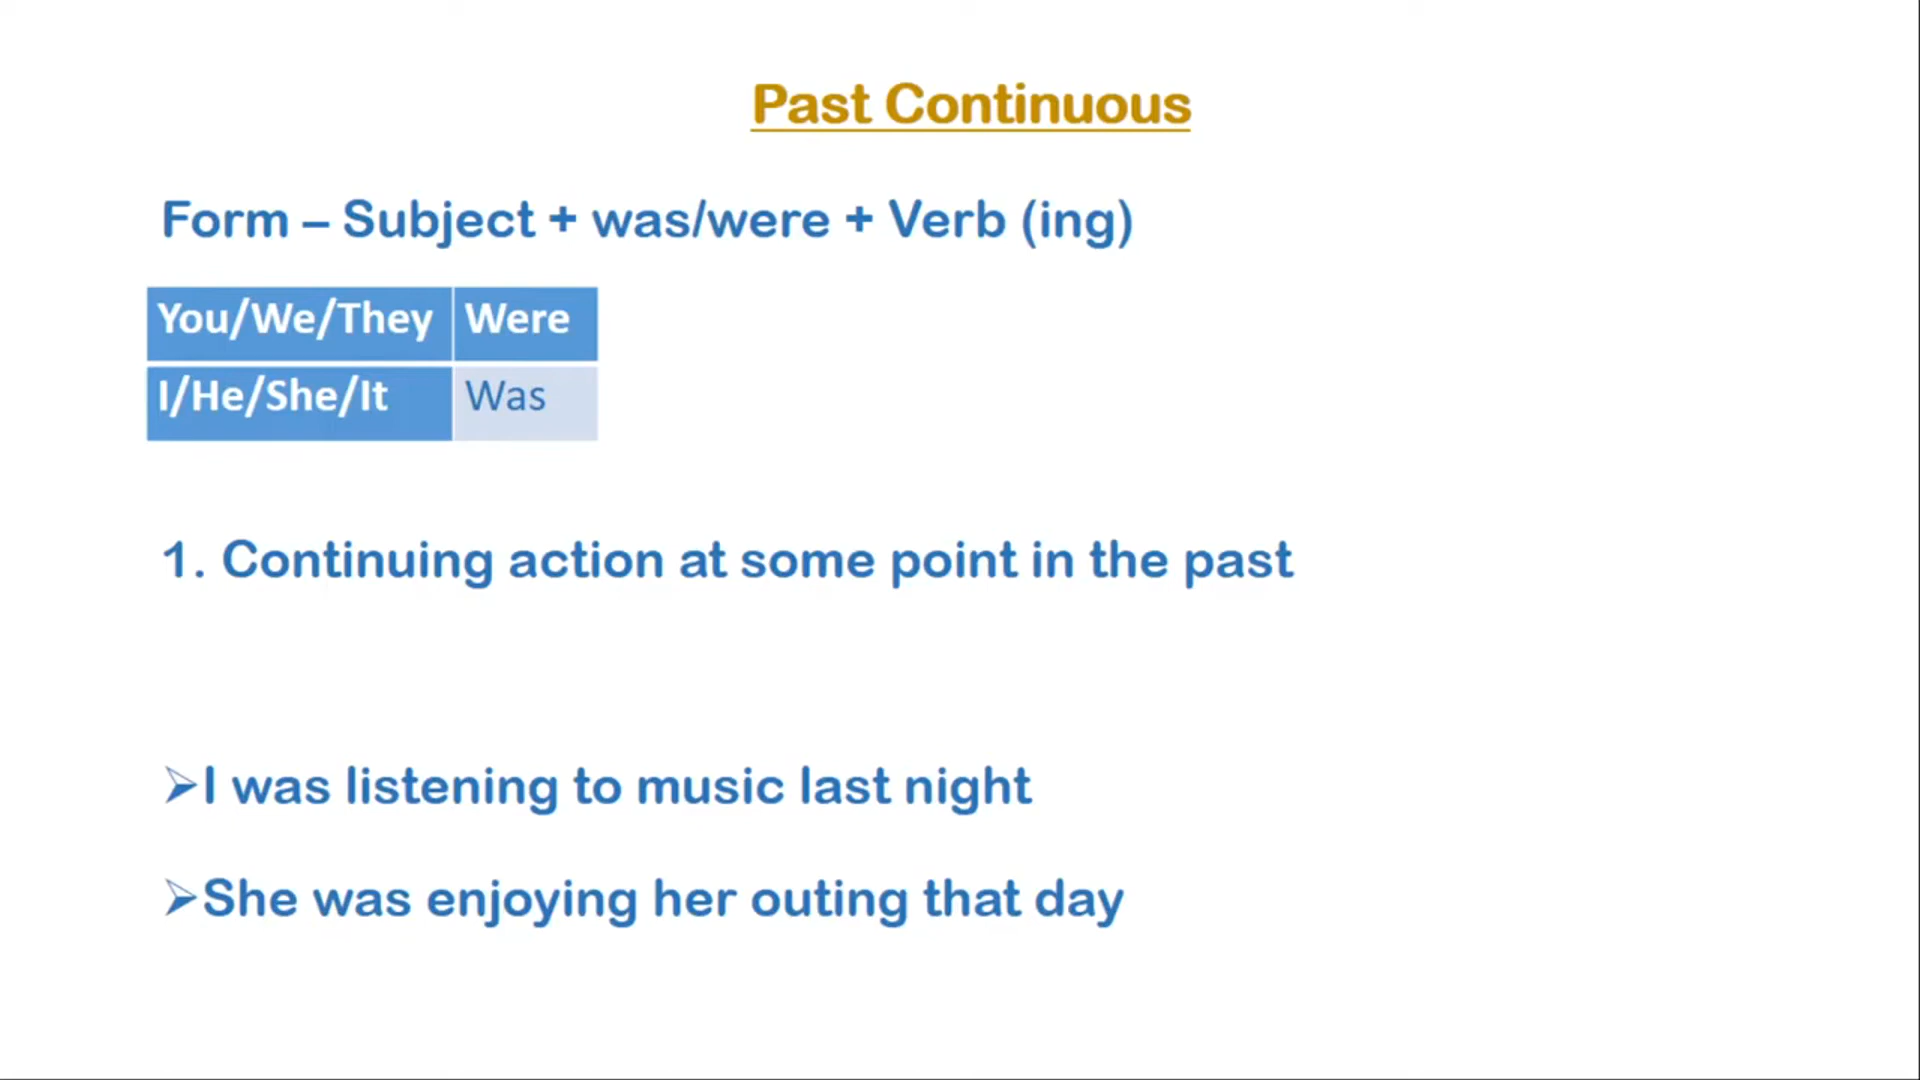 Past Continuous
Form – Subject + was/were + Verb (ing)
You/We/They Were
I/He/She/It Was
1. Continuing action at some point in the past
➢I was listening to music last night
➢She was enjoying her outing that day